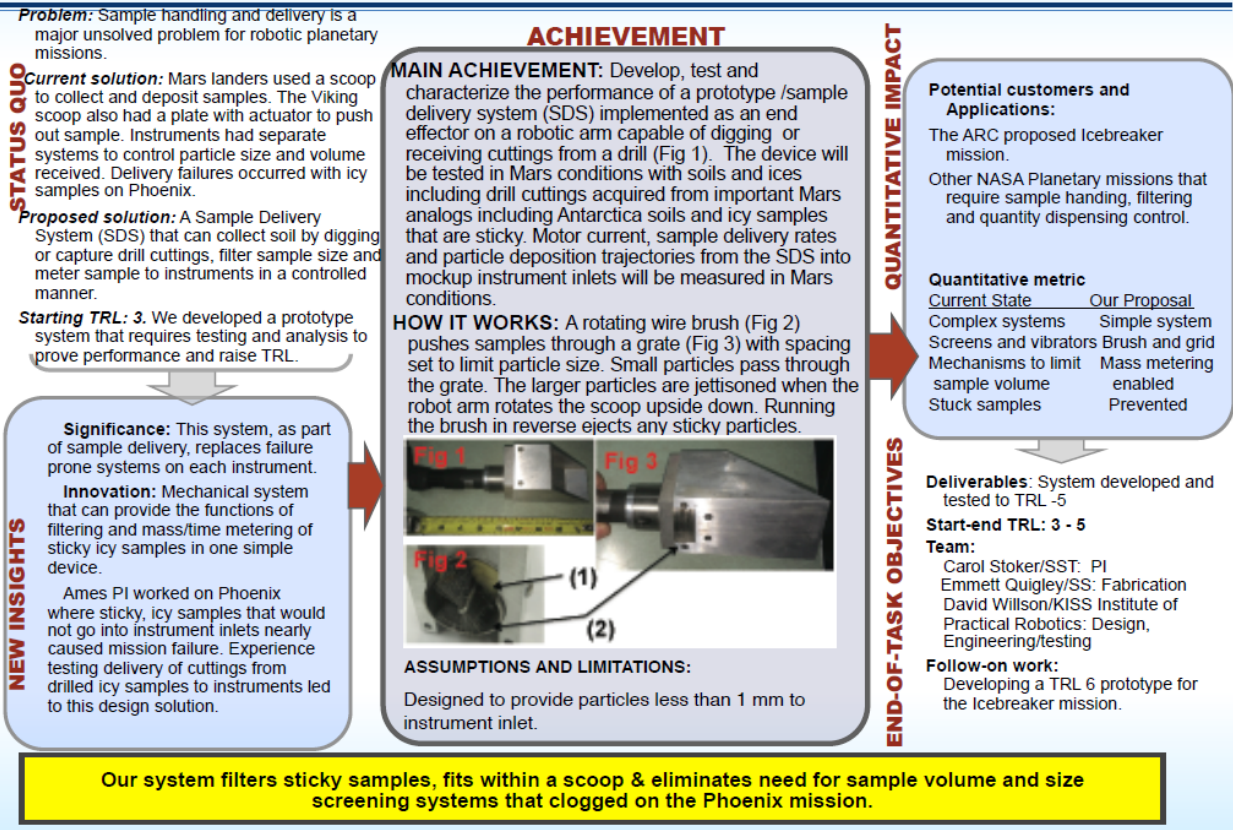 STATUS QUO
Problem: Sample handling and delivery is a
major unsolved problem for robotic planetary
missions.
Current solution: Mars landers used a scoop
to collect and deposit samples. The Viking
scoop also had a plate with actuator to push
out sample. Instruments had separate
systems to control particle size and volume
received. Delivery failures occurred with icy
samples on Phoenix.
Proposed solution: A Sample Delivery
System (SDS) that can collect soil by digging
or capture drill cuttings, filter sample size and
meter sample to instruments in a controlled
manner.
Starting TRL: 3. We developed a prototype
system that requires testing and analysis to
prove performance and raise TRL.
NEW INSIGHTS
Significance: This system, as part
of sample delivery, replaces failure
prone systems on each instrument.
Innovation: Mechanical system
that can provide the functions of
filtering and mass/time metering of
sticky icy samples in one simple
device.
Ames PI worked on Phoenix
where sticky, icy samples that would
not go into instrument inlets nearly
caused mission failure. Experience
testing delivery of cuttings from
drilled icy samples to instruments led
to this design solution.
ACHIEVEMENT
MAIN ACHIEVEMENT: Develop, test and
characterize the performance of a prototype /sample
delivery system (SDS) implemented as an end
effector on a robotic arm capable of digging or
receiving cuttings from a drill (Fig 1). The device will
be tested in Mars conditions with soils and ices
including drill cuttings acquired from important Mars
analogs including Antarctica soils and icy samples
that are sticky. Motor current, sample delivery rates
and particle deposition trajectories from the SDS into
mockup instrument inlets will be measured in Mars
conditions.
HOW IT WORKS: A rotating wire brush (Fig 2)
pushes samples through a grate (Fig 3) with spacing
set to limit particle size. Small particles pass through
the grate. The larger particles are jettisoned when the
robot arm rotates the scoop upside down. Running
the brush in reverse ejects any sticky particles.
Fig 1
Fig 3
Fig 2
(1)
(2)
ASSUMPTIONS AND LIMITATIONS:
Designed to provide particles less than 1 mm to
instrument inlet.
QUANTITATIVE IMPACT
Potential customers and
Applications:
The ARC proposed Icebreaker
mission.
Other NASA Planetary missions that
require sample handing, filtering
and quantity dispensing control.
Quantitative metric
Current State Our Proposal
Complex systems Simple system
Screens and vibrators Brush and grid
Mechanisms to limit Mass metering
sample volume enabled
Stuck samples Prevented
END-OF-TASK OBJECTIVES
Deliverables: System developed and
tested to TRL -5
Start-end TRL: 3 - 5
Team:
Carol Stoker/SST: PI
Emmett Quigley/SS: Fabrication
David Willson/KISS Institute of
Practical Robotics: Design,
Engineering/testing
Follow-on work:
Developing a TRL 6 prototype for
the Icebreaker mission.
Our system filters sticky samples, fits within a scoop & eliminates need for sample volume and size
screening systems that clogged on the Phoenix mission.